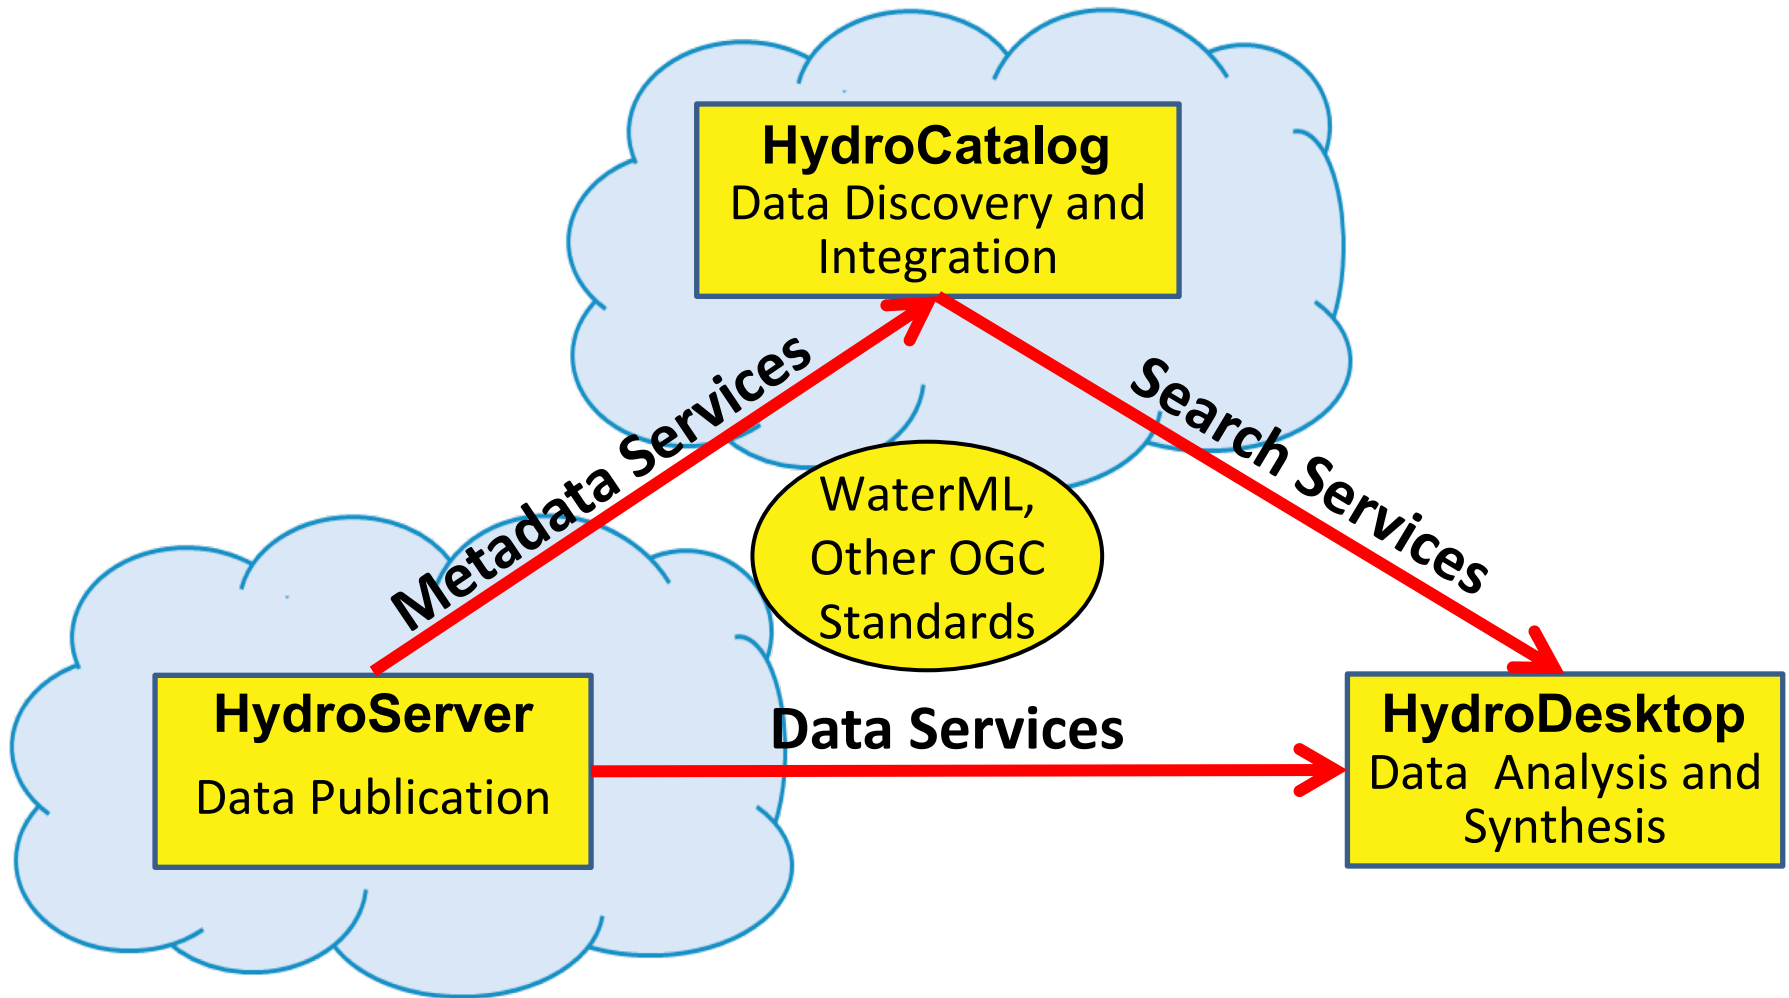 HydroCatalog
Data Discovery and
Integration
Metadata Services
Search Services
WaterML,
Other OGC
Standards
HydroServer
Data Publication
Data Services
HydroDesktop
Data Analysis and
Synthesis